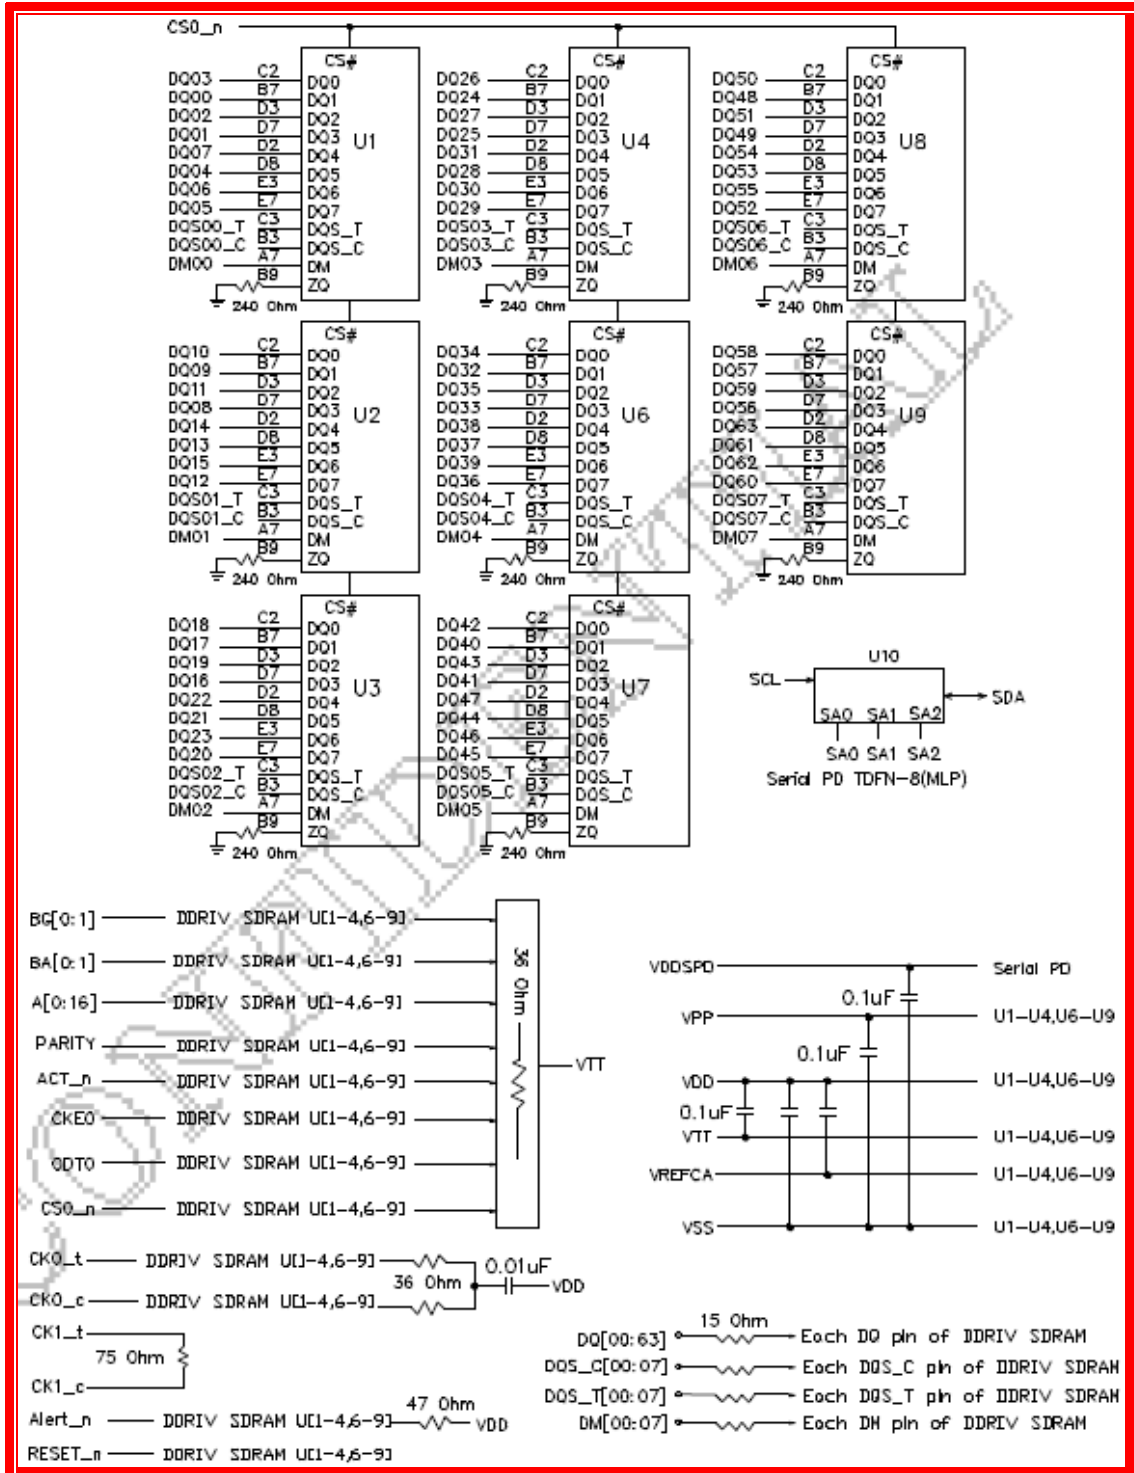 CS0_n
CS#
DQ03 C2 DQ0
DQ00 B7 DQ1
DQ02 D3 DQ2
DQ01 D7 DQ3
U1
DQ07 D2 DQ4
DQ04 D8 DQ5
DQ06 E3 DQ6
DQ05 E7 DQ7
DQS00_T C3 DQS_T
DQS00_C B3 DQS_C
DM00 A7 DM
B9 ZQ
240 Ohm
CS#
DQ26 C2 DQ0
DQ24 B7 DQ1
DQ27 D3 DQ2
DQ25 D7 DQ3
U4
DQ31 D2 DQ4
DQ28 D8 DQ5
DQ30 E3 DQ6
DQ29 E7 DQ7
DQS03_T C3 DQS_T
DQS03_C B3 DQS_C
DM03 A7 DM
B9 ZQ
240 Ohm
CS#
DQ50 C2 DQ0
DQ48 B7 DQ1
DQ51 D3 DQ2
DQ49 D7 DQ3
U8
DQ54 D2 DQ4
DQ53 D8 DQ5
DQ55 E3 DQ6
DQ52 E7 DQ7
DQS06_T C3 DQS_T
DQS06_C B3 DQS_C
DM06 A7 DM
B9 ZQ
240 Ohm
CS#
DQ10 C2 DQ0
DQ09 B7 DQ1
DQ11 D3 DQ2
DQ08 D7 DQ3
U2
DQ14 D2 DQ4
DQ13 D8 DQ5
DQ15 E3 DQ6
DQ12 E7 DQ7
DQS01_T C3 DQS_T
DQS01_C B3 DQS_C
DM01 A7 DM
B9 ZQ
240 Ohm
CS#
DQ34 C2 DQ0
DQ32 B7 DQ1
DQ35 D3 DQ2
DQ33 D7 DQ3
U6
DQ38 D2 DQ4
DQ37 D8 DQ5
DQ39 E3 DQ6
DQ36 E7 DQ7
DQS04_T C3 DQS_T
DQS04_C B3 DQS_C
DM04 A7 DM
B9 ZQ
240 Ohm
CS#
DQ58 C2 DQ0
DQ57 B7 DQ1
DQ59 D3 DQ2
DQ56 D7 DQ3
U9
DQ63 D2 DQ4
DQ61 D8 DQ5
DQ62 E3 DQ6
DQ60 E7 DQ7
DQS07_T C3 DQS_T
DQS07_C B3 DQS_C
DM07 A7 DM
B9 ZQ
240 Ohm
CS#
DQ18 C2 DQ0
DQ17 B7 DQ1
DQ19 D3 DQ2
DQ16 D7 DQ3
U3
DQ22 D2 DQ4
DQ21 D8 DQ5
DQ23 E3 DQ6
DQ20 E7 DQ7
DQS02_T C3 DQS_T
DQS02_C B3 DQS_C
DM02 A7 DM
B9 ZQ
240 Ohm
CS#
DQ42 C2 DQ0
DQ40 B7 DQ1
DQ43 D3 DQ2
DQ41 D7 DQ3
U7
DQ47 D2 DQ4
DQ44 D8 DQ5
DQ46 E3 DQ6
DQ45 E7 DQ7
DQS05_T C3 DQS_T
DQS05_C B3 DQS_C
DM05 A7 DM
B9 ZQ
240 Ohm
U10
SCL
SDA
SA0 SA1 SA2
SA0 SA1 SA2
Serial PD TDFN-8(MLP)
BG[0:1] DDRIV SDRAM U[1-4,6-9]
BA[0:1] DDRIV SDRAM U[1-4,6-9]
A[0:16] DDRIV SDRAM U[1-4,6-9]
PARITY DDRIV SDRAM U[1-4,6-9]
ACT_n DDRIV SDRAM U[1-4,6-9]
CKE0 DDRIV SDRAM U[1-4,6-9]
ODT0 DDRIV SDRAM U[1-4,6-9]
CS0_n DDRIV SDRAM U[1-4,6-9]
36 Ohm
VTT
VDDSPD Serial PD
0.1uF
VPP U1-U4,U6-U9
0.1uF
VDD U1-U4,U6-U9
0.1uF
VTT U1-U4,U6-U9
VREFCA U1-U4,U6-U9
VSS U1-U4,U6-U9
CK0_t DDRIV SDRAM U[1-4,6-9]
36 Ohm
0.01uF
VDD
CK0_c DDRIV SDRAM U[1-4,6-9]
CK1_t
75 Ohm
CK1_c
Alert_n DDRIV SDRAM U[1-4,6-9] 47 Ohm VDD
RESET_n DDRIV SDRAM U[1-4,6-9]
15 Ohm
DQ[00:63] Each DQ pin of DDRIV SDRAM
DQS_C[00:07] Each DQS_C pin of DDRIV SDRAM
DQS_T[00:07] Each DQS_T pin of DDRIV SDRAM
DM[00:07] Each DM pin of DDRIV SDRAM
CONFIDENTIAL